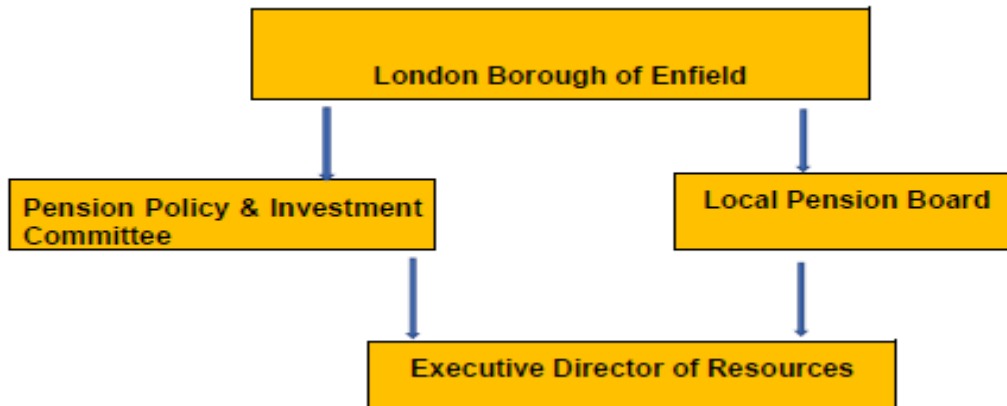 London Borough of Enfield
Pension Policy & Investment
Committee
Local Pension Board
Executive Director of Resources